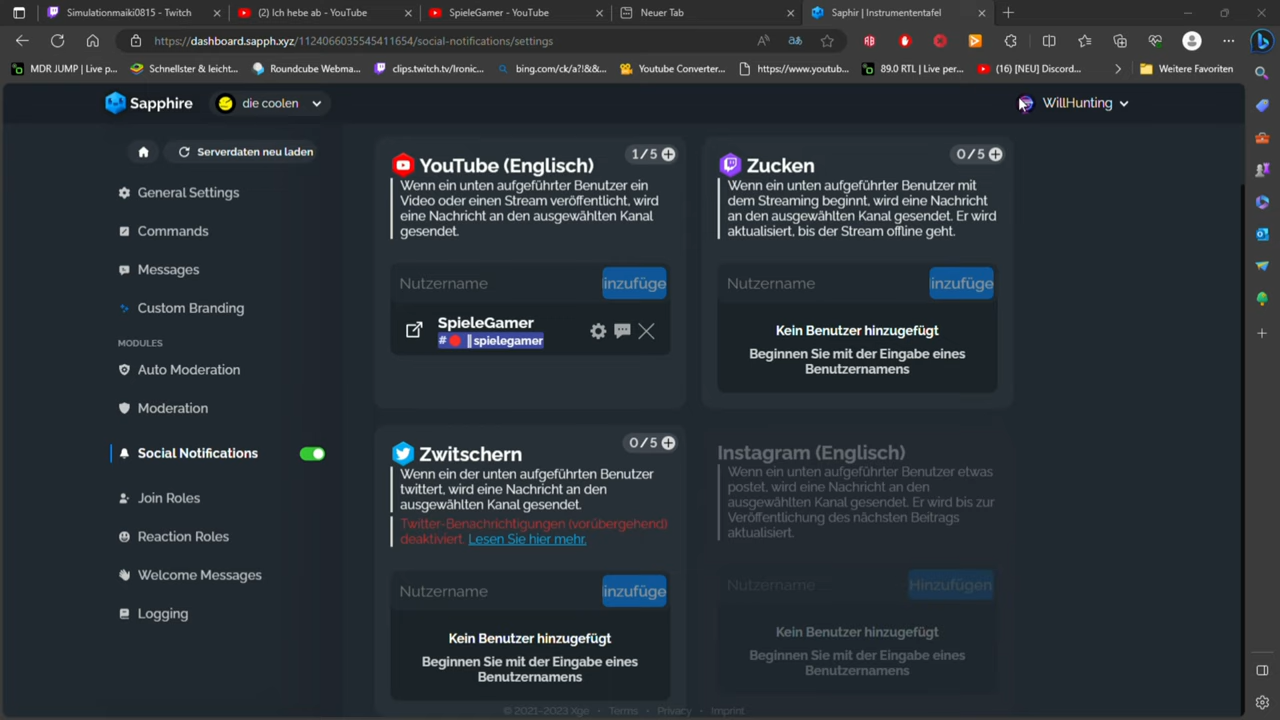 Simulationmaiki0815 - Twitch
(2) Ich hebe ab - YouTube
SpieleGamer - YouTube
Neuer Tab
Saphir | Instrumententafel
https://dashboard.sapph.xyz/1124066035545411654/social-notifications/settings
MDR JUMP | Live p...
Schnellster & leicht...
Roundcube Webma...
clips.twitch.tv/Ironic...
bing.com/ck/a?!&&...
Youtube Converter...
https://www.youtub...
89.0 RTL | Live per...
(16) [NEU] Discord...
Weitere Favoriten
Sapphire
die coolen
WillHunting
Serverdaten neu laden
General Settings
Commands
Messages
Custom Branding
MODULES
Auto Moderation
Moderation
Social Notifications
Join Roles
Reaction Roles
Welcome Messages
Logging
YouTube (Englisch)
1/5
Wenn ein unten aufgeführter Benutzer ein
Video oder einen Stream veröffentlicht, wird
eine Nachricht an den ausgewählten Kanal
gesendet.
Nutzername
inzufüge
SpieleGamer
# 🔴 ‖spielegamer
Zucken
0/5
Wenn ein unten aufgeführter Benutzer mit
dem Streaming beginnt, wird eine Nachricht
an den ausgewählten Kanal gesendet. Er wird
aktualisiert, bis der Stream offline geht.
Nutzername
inzufüge
Kein Benutzer hinzugefügt
Beginnen Sie mit der Eingabe eines
Benutzernamens
Zwitschern
0/5
Wenn ein der unten aufgeführten Benutzer
twittert, wird eine Nachricht an den
ausgewählten Kanal gesendet.
Twitter-Benachrichtigungen (vorübergehend)
deaktiviert. Lesen Sie hier mehr.
Nutzername
inzufüge
Kein Benutzer hinzugefügt
Beginnen Sie mit der Eingabe eines
Benutzernamens
Instagram (Englisch)
Wenn ein unten aufgeführter Benutzer etwas
postet, wird eine Nachricht an den
ausgewählten Kanal gesendet. Er wird bis zur
Veröffentlichung des nächsten Beitrags
aktualisiert.
Nutzername...
Hinzufügen
Kein Benutzer hinzugefügt
Beginnen Sie mit der Eingabe eines
Benutzernamens
© 2021-2023 Xge • Terms • Privacy • Imprint